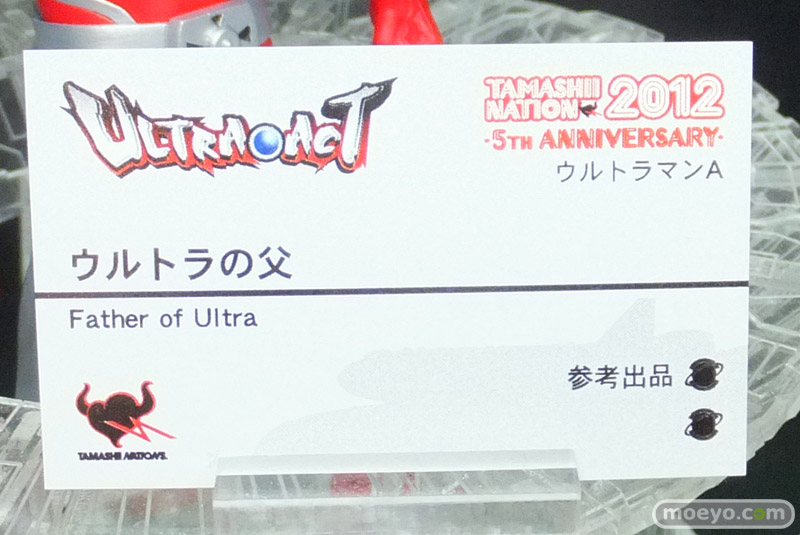 ULTRA-ACT
TAMASHII
NATION 2012
·5TH ANNIVERSARY·
ウルトラマンA
ウルトラの父
Father of Ultra
参考出品
TAMASHII NATIONS.
moeyo.com